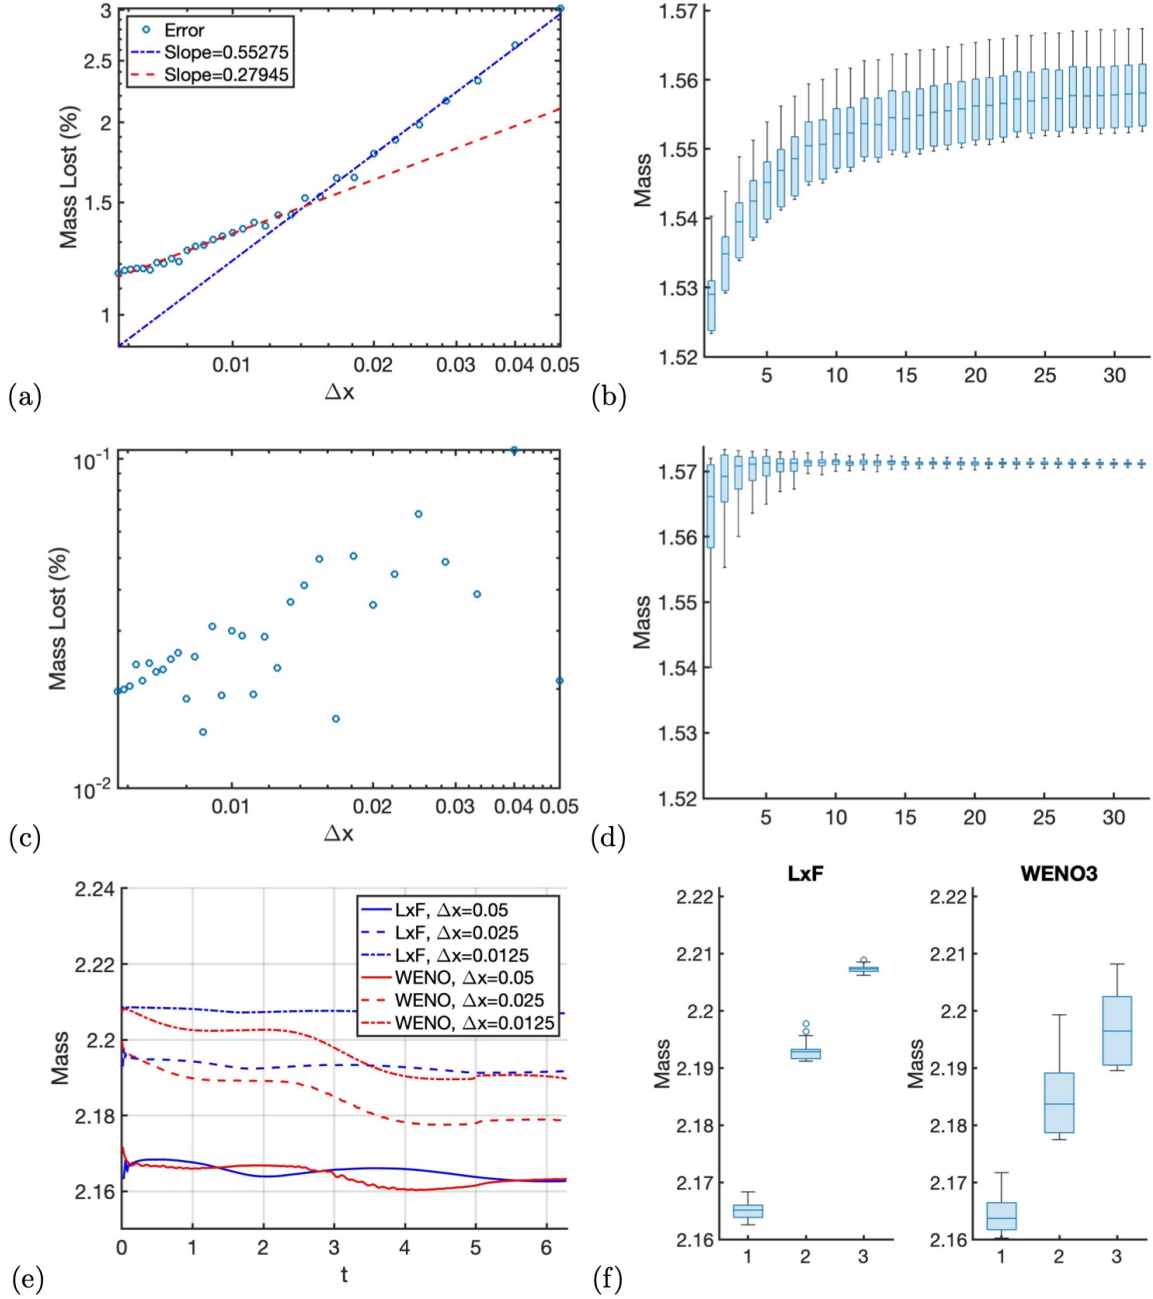 3
2.5
2
1.5
1
Mass Lost (%)
Error
Slope=0.55275
Slope=0.27945
0.01
0.02
0.03
0.04
0.05
Δx
(a)
1.57
1.56
1.55
1.54
1.53
1.52
Mass
5
10
15
20
25
30
(b)
10-1
10-2
Mass Lost (%)
0.01
0.02
0.03
0.04
0.05
Δx
(c)
1.57
1.56
1.55
1.54
1.53
1.52
Mass
5
10
15
20
25
30
(d)
2.24
2.22
2.2
2.18
2.16
Mass
LxF, Δx=0.05
LxF, Δx=0.025
LxF, Δx=0.0125
WENO, Δx=0.05
WENO, Δx=0.025
WENO, Δx=0.0125
0
1
2
3
4
5
6
t
(e)
LxF
2.22
2.21
2.2
2.19
2.18
2.17
2.16
Mass
1
2
3
WENO3
2.22
2.21
2.2
2.19
2.18
2.17
2.16
Mass
1
2
3
(f)